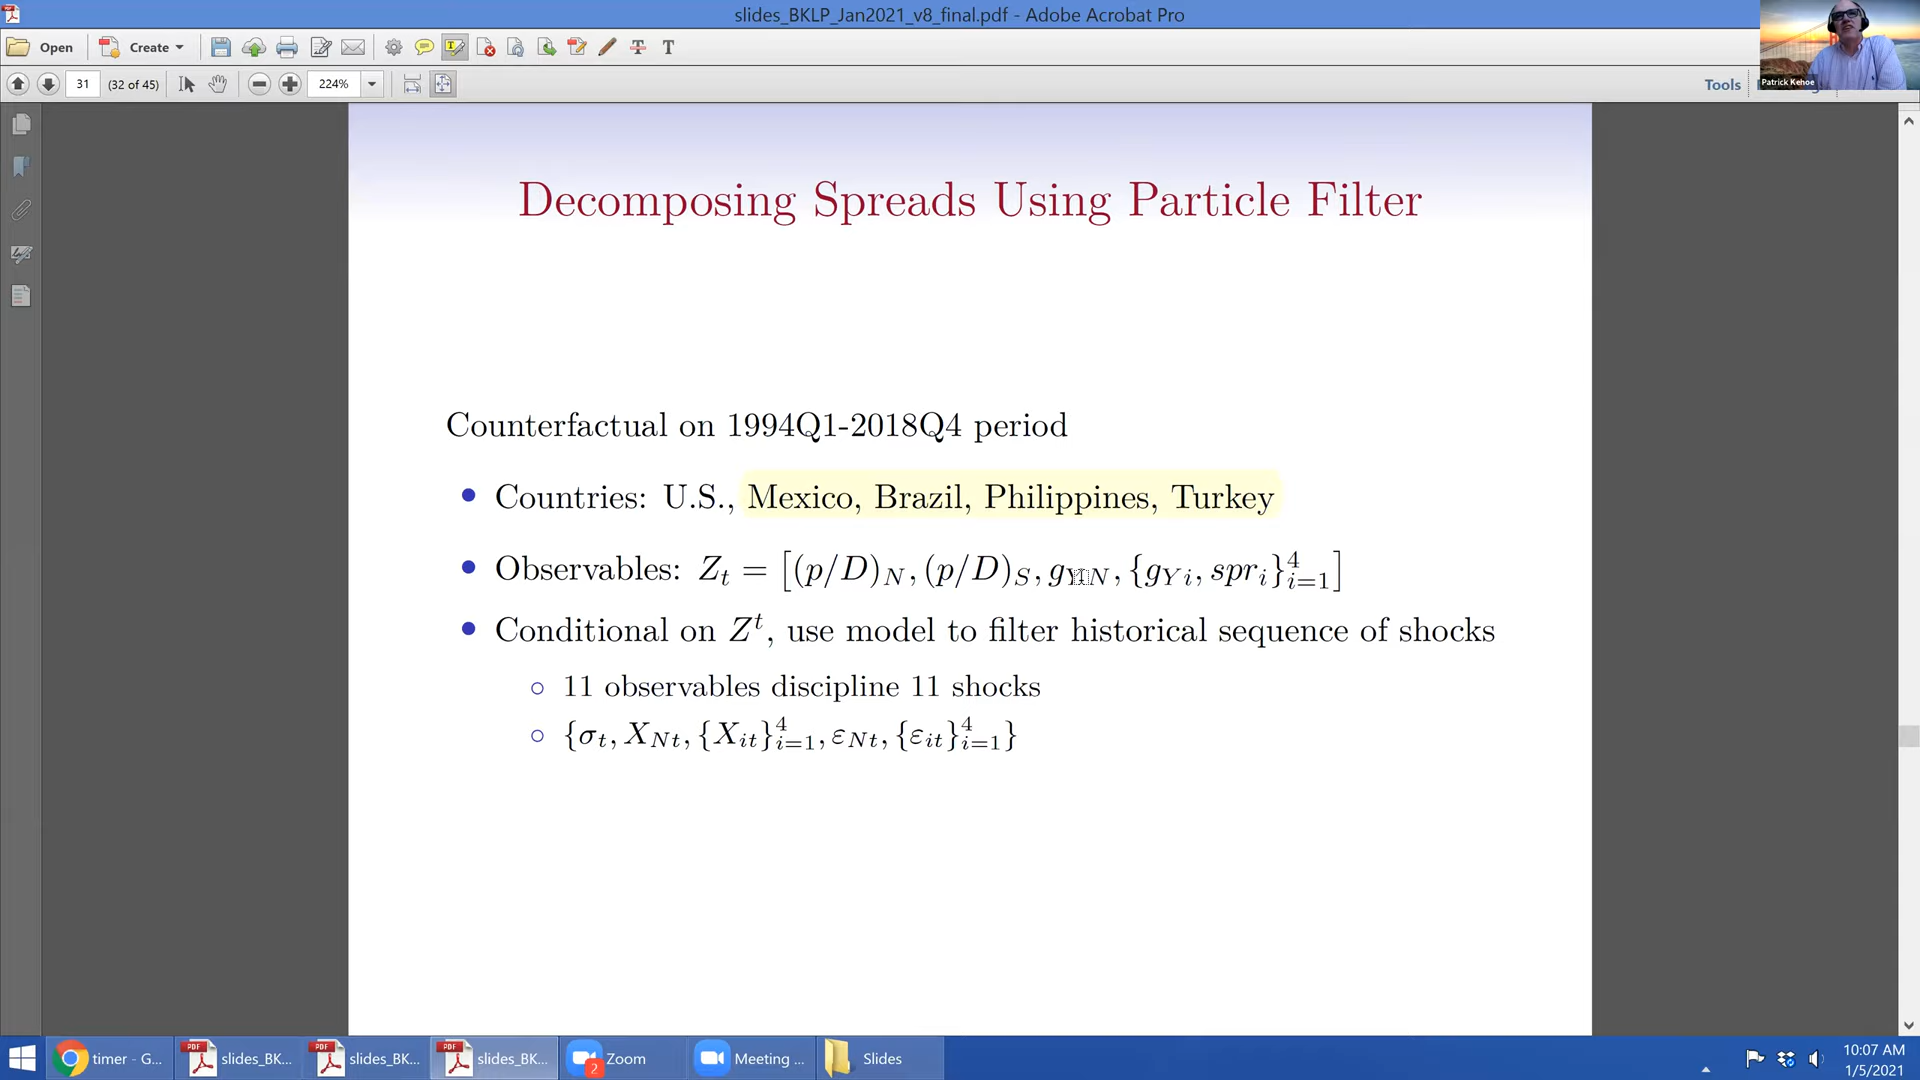 slides_BKLP_Jan2021_v8_final.pdf - Adobe Acrobat Pro
Open
Create
31
(32 of 45)
224%
Tools
Patrick Kehoe
Decomposing Spreads Using Particle Filter
Counterfactual on 1994Q1-2018Q4 period
• Countries: U.S., Mexico, Brazil, Philippines, Turkey
• Observables: Z_t = [(p/D)_N, (p/D)_S, g_{YN}, {g_{Yi}, spr_i}^4_{i=1}]
• Conditional on Z^t, use model to filter historical sequence of shocks
○ 11 observables discipline 11 shocks
○ {σ_t, X_{Nt}, {X_{it}}^4_{i=1}, ε_{Nt}, {ε_{it}}^4_{i=1}}
timer - G...
slides_BK...
slides_BK...
slides_BK...
2
Zoom
Meeting ...
Slides
10:07 AM
1/5/2021